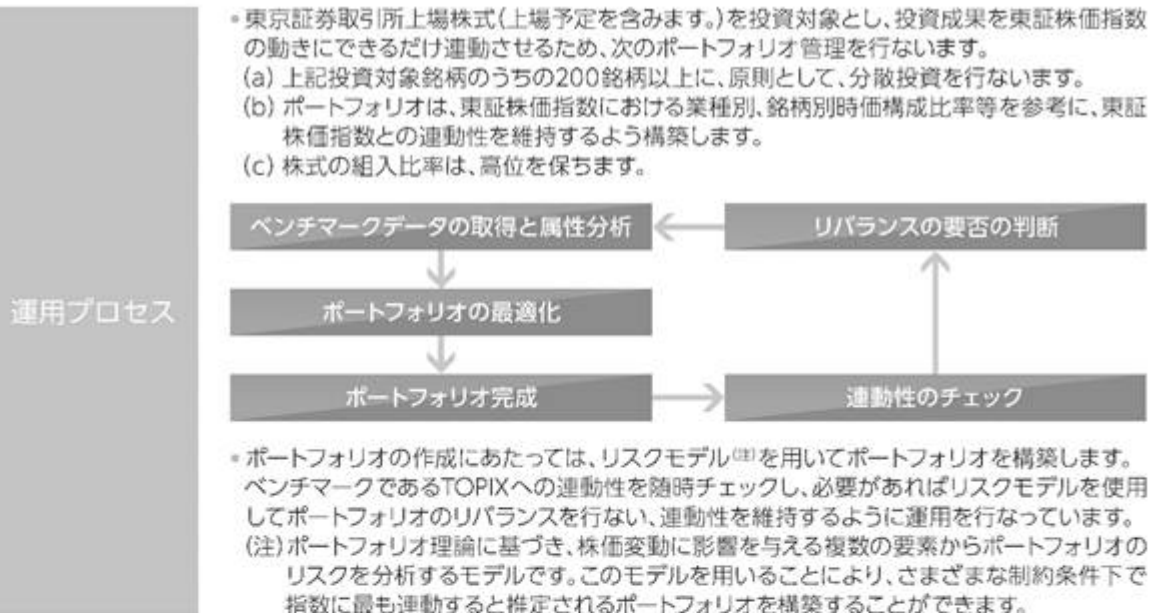 運用プロセス
• 東京証券取引所上場株式(上場予定を含みます。)を投資対象とし、投資成果を東証株価指数
の動きにできるだけ連動させるため、次のポートフォリオ管理を行ないます。
(a) 上記投資対象銘柄のうちの200銘柄以上に、原則として、分散投資を行ないます。
(b) ポートフォリオは、東証株価指数における業種別、銘柄別時価構成比率等を参考に、東証
株価指数との連動性を維持するよう構築します。
(c) 株式の組入比率は、高位を保ちます。
ベンチマークデータの取得と属性分析
リバランスの要否の判断
ポートフォリオの最適化
ポートフォリオ完成
連動性のチェック
• ポートフォリオの作成にあたっては、リスクモデル(注)を用いてポートフォリオを構築します。
ベンチマークであるTOPIXへの連動性を随時チェックし、必要があればリスクモデルを使用
してポートフォリオのリバランスを行ない、連動性を維持するように運用を行なっています。
(注)ポートフォリオ理論に基づき、株価変動に影響を与える複数の要素からポートフォリオの
リスクを分析するモデルです。このモデルを用いることにより、さまざまな制約条件下で
指数に最も連動すると推定されるポートフォリオを構築することができます。